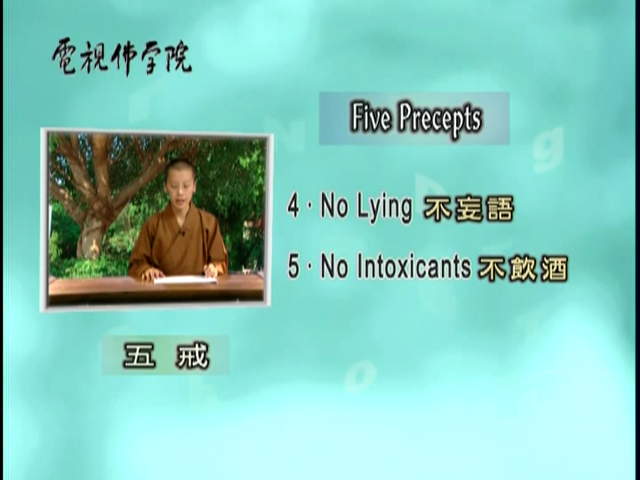 電視佛学院
Five Precepts
4 · No Lying 不妄語
5 · No Intoxicants 不飲酒
五 戒